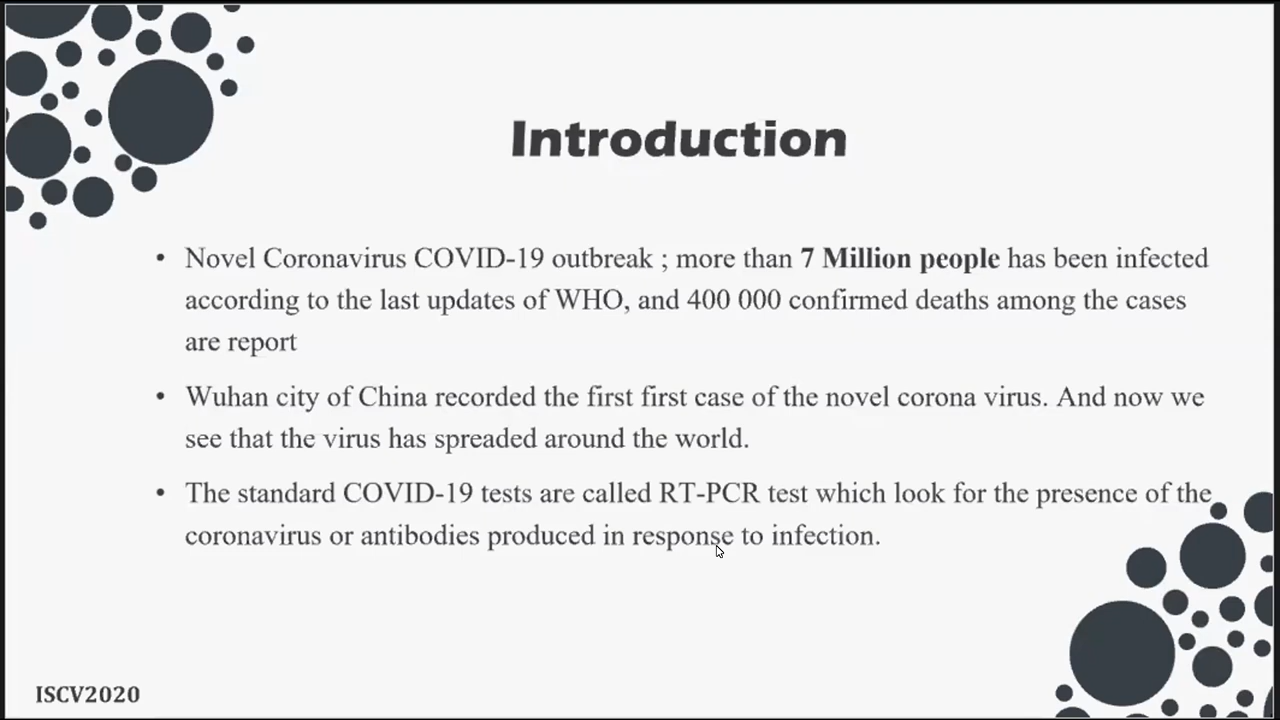 Introduction
• Novel Coronavirus COVID-19 outbreak ; more than 7 Million people has been infected
according to the last updates of WHO, and 400 000 confirmed deaths among the cases
are report
• Wuhan city of China recorded the first first case of the novel corona virus. And now we
see that the virus has spreaded around the world.
• The standard COVID-19 tests are called RT-PCR test which look for the presence of the
coronavirus or antibodies produced in response to infection.
ISCV2020